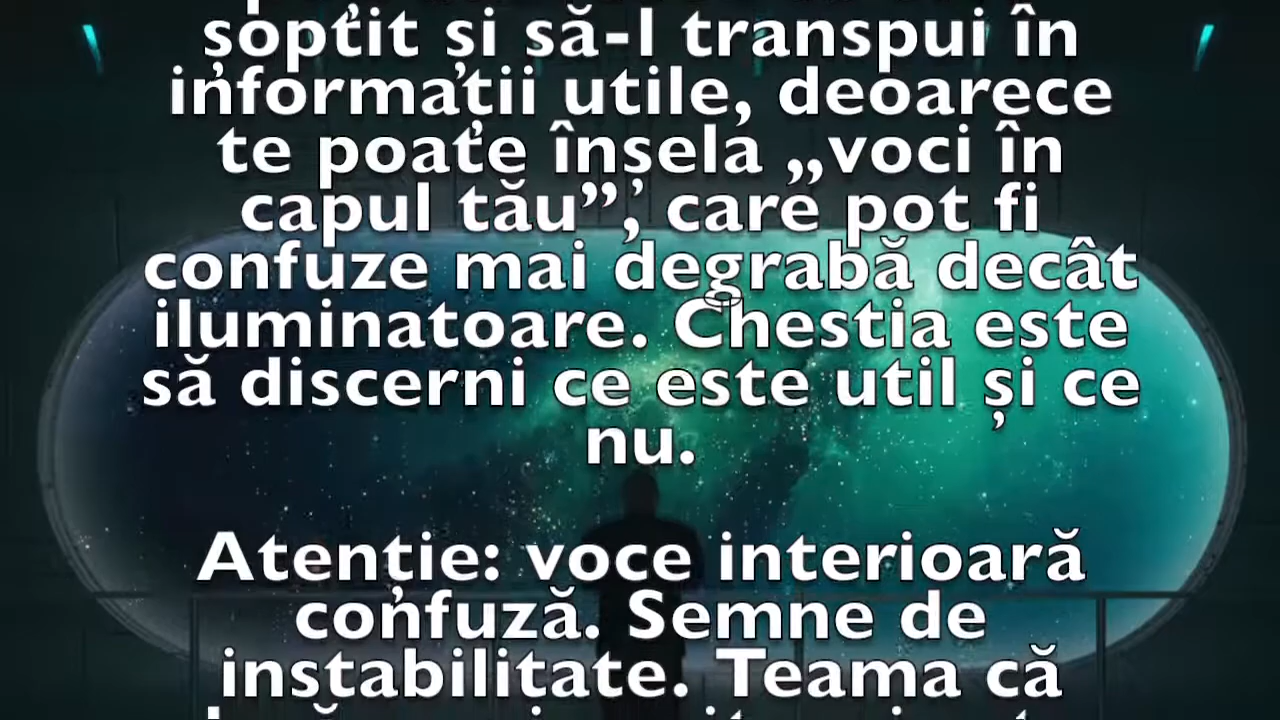 șoptit și să-l transpui în
informații utile, deoarece
te poate înșela „voci în
capul tău”, care pot fi
confuze mai degrabă decât
iluminatoare. Chestia este
să discerni ce este util și ce
nu.
Atenție: voce interioară
confuză. Semne de
instabilitate. Teama că